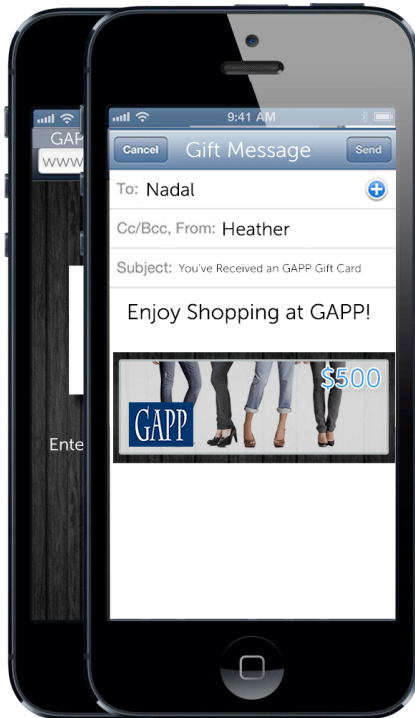 GAP
www
Ente
9:41 AM
Cancel Gift Message Send
To: Nadal
Cc/Bcc, From: Heather
Subject: You've Received an GAPP Gift Card
Enjoy Shopping at GAPP!
$500
GAPP